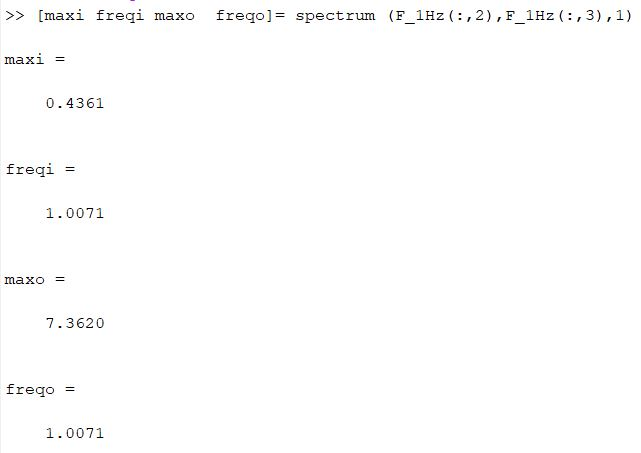 >> [maxi freqi maxo  freqo]= spectrum (F_1Hz(:,2),F_1Hz(:,3),1)
maxi =
0.4361
freqi =
1.0071
maxo =
7.3620
freqo =
1.0071